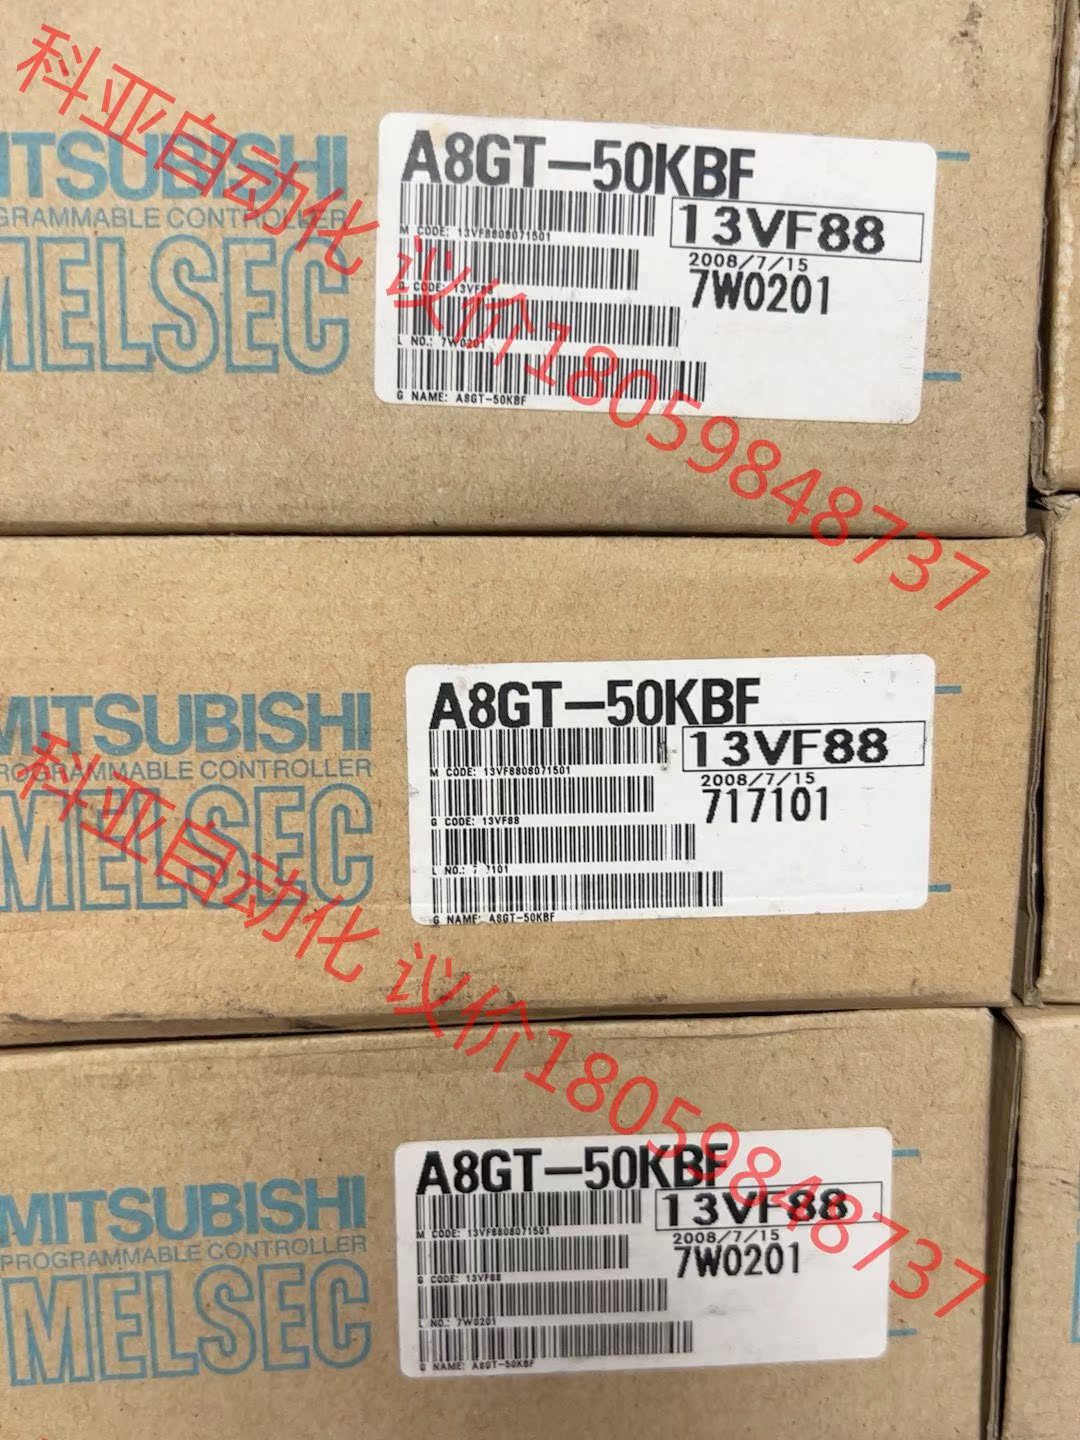 MITSUBISHI
PROGRAMMABLE CONTROLLER
MELSEC
A8GT-50KBF
M CODE: 13VF8808071501
13VF88
2008/7/15
7W0201
G CODE: 13VF88
L NO.: 7W0201
G NAME: A8GT-50KBF
科亚自动化 议价18059848737
MITSUBISHI
PROGRAMMABLE CONTROLLER
MELSEC
A8GT-50KBF
M CODE: 13VF8808071501
13VF88
2008/7/15
717101
G CODE: 13VF88
L NO.: 7 7101
G NAME: A8GT-50KBF
科亚自动化 议价18059848737
MITSUBISHI
PROGRAMMABLE CONTROLLER
MELSEC
A8GT-50KBF
M CODE: 13VF8808071501
13VF88
2008/7/15
7W0201
G CODE: 13VF88
L NO.: 7W0201
G NAME: A8GT-50KBF